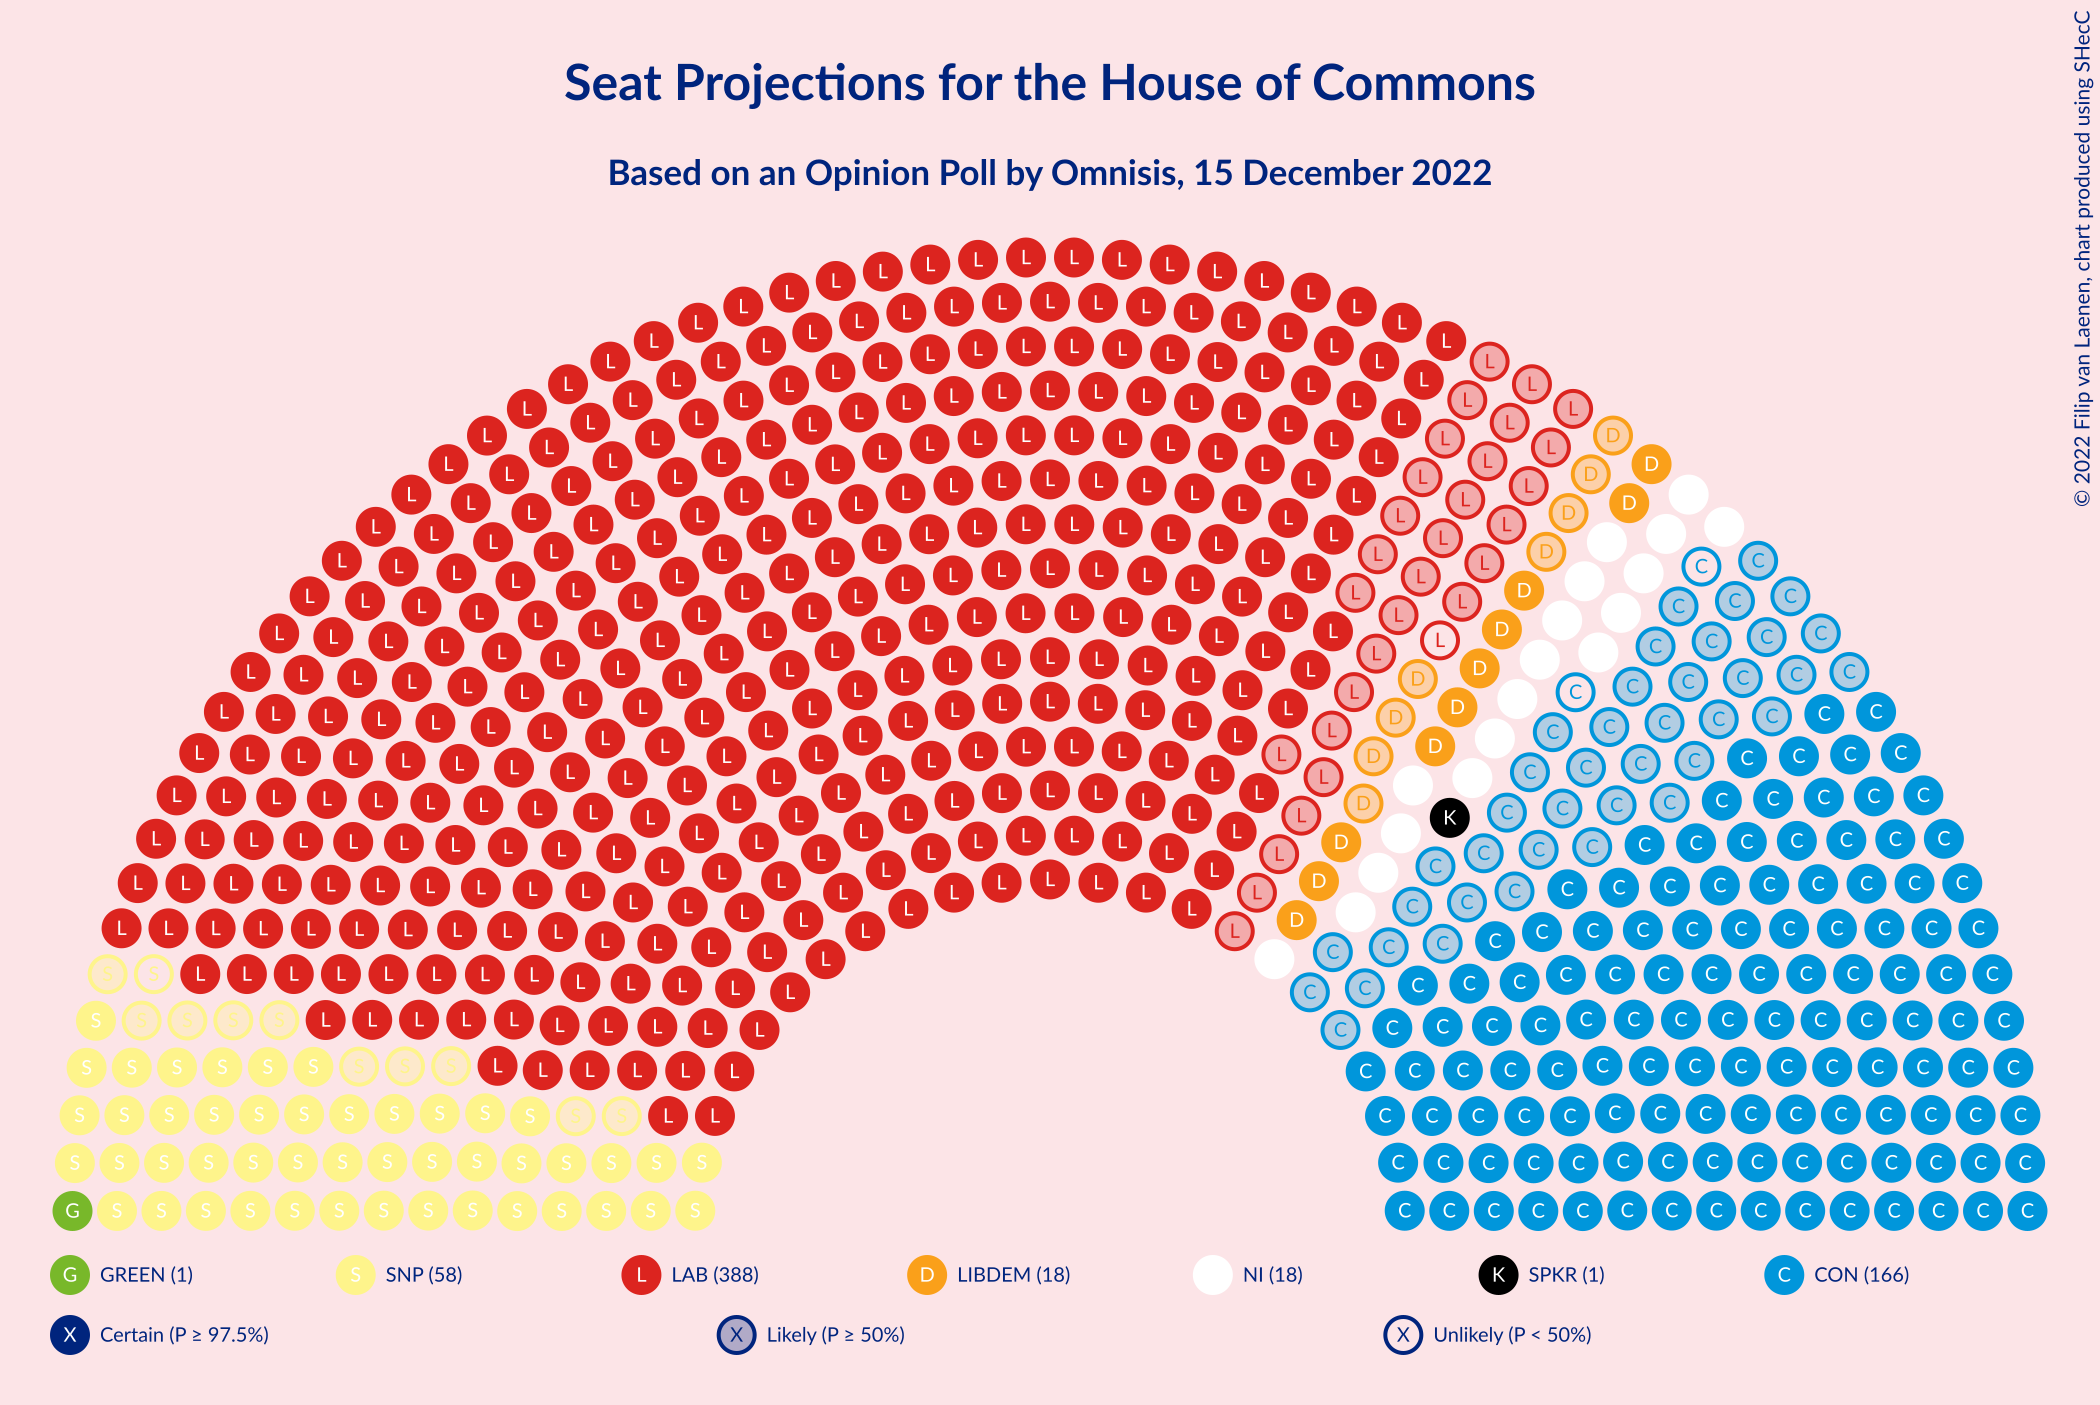 Seat Projections for the House of Commons
Based on an Opinion Poll by Omnisis, 15 December 2022
© 2022 Filip van Laenen, chart produced using SHecC
G GREEN (1) S SNP (58) L LAB (388) D LIBDEM (18) NI (18) K SPKR (1) C CON (166)
X Certain (P ≥ 97.5%) X Likely (P ≥ 50%) X Unlikely (P < 50%)